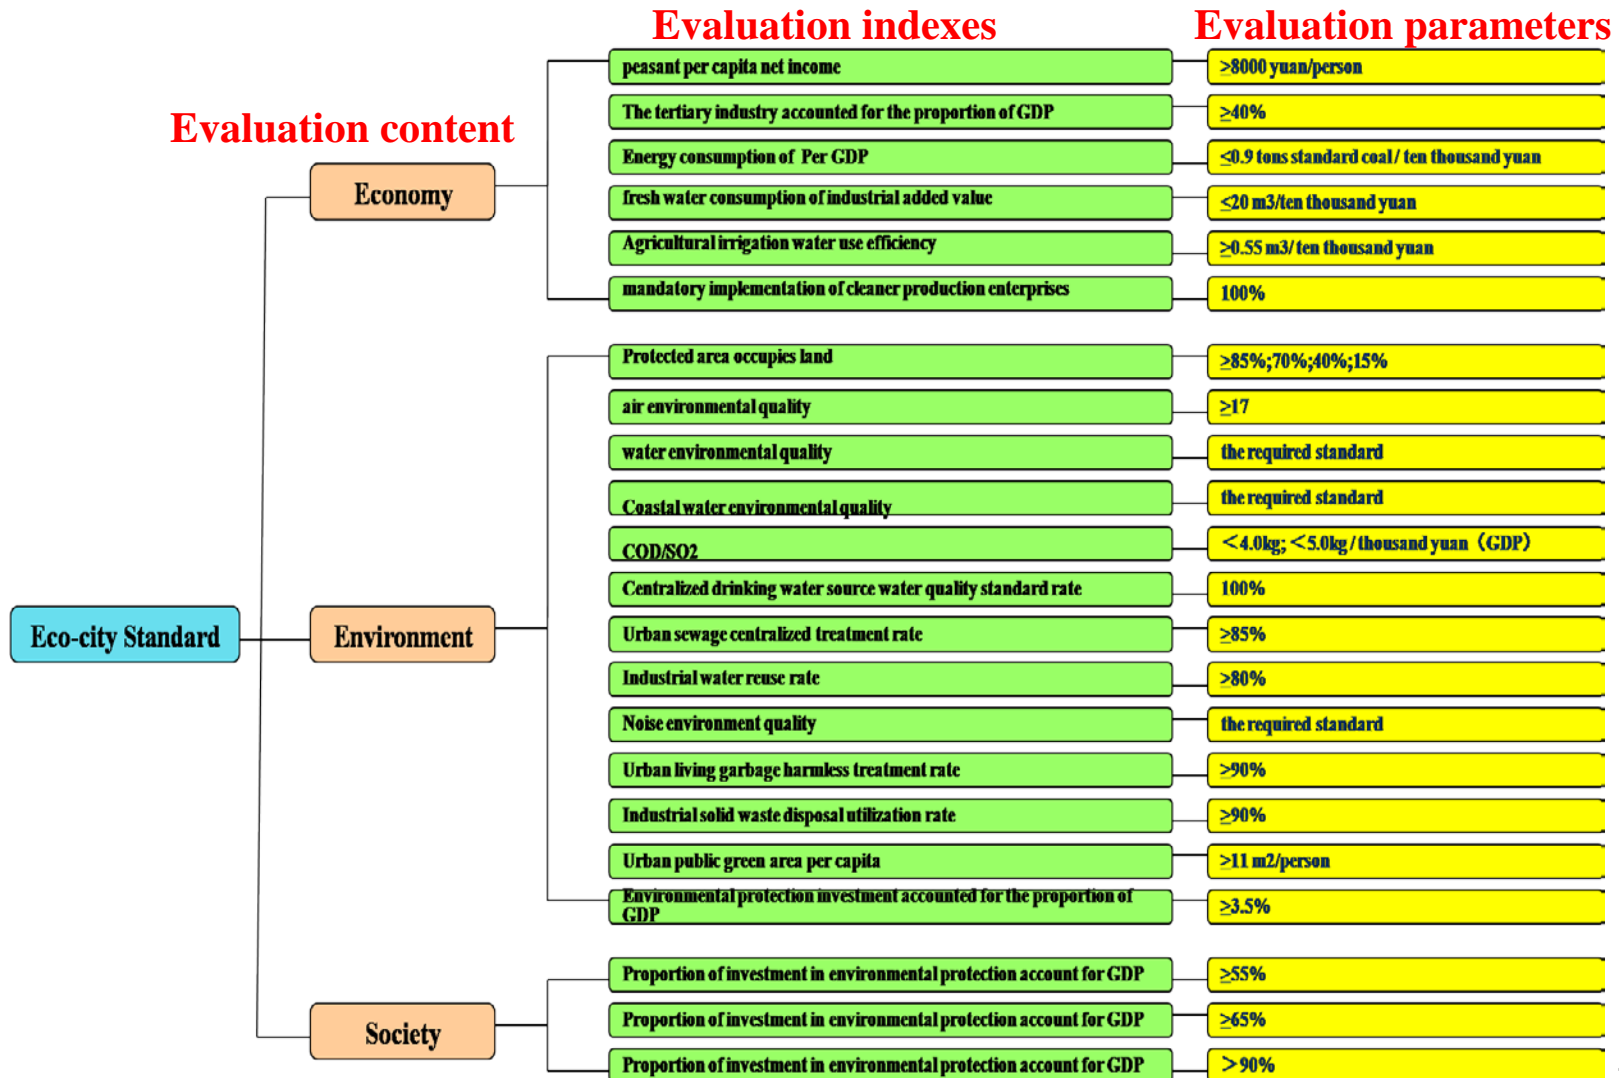 Evaluation indexes
Evaluation parameters
Evaluation content
Eco-city Standard
Economy
peasant per capita net income
≥8000 yuan/person
The tertiary industry accounted for the proportion of GDP
≥40%
Energy consumption of Per GDP
≤0.9 tons standard coal / ten thousand yuan
fresh water consumption of industrial added value
≤20 m3/ten thousand yuan
Agricultural irrigation water use efficiency
≥0.55 m3/ ten thousand yuan
mandatory implementation of cleaner production enterprises
100%
Environment
Protected area occupies land
≥85%;70%;40%;15%
air environmental quality
≥17
water environmental quality
the required standard
Coastal water environmental quality
the required standard
COD/SO2
＜4.0kg; ＜5.0kg / thousand yuan（GDP）
Centralized drinking water source water quality standard rate
100%
Urban sewage centralized treatment rate
≥85%
Industrial water reuse rate
≥80%
Noise environment quality
the required standard
Urban living garbage harmless treatment rate
≥90%
Industrial solid waste disposal utilization rate
≥90%
Urban public green area per capita
≥11 m2/person
Environmental protection investment accounted for the proportion of
GDP
≥3.5%
Society
Proportion of investment in environmental protection account for GDP
≥55%
Proportion of investment in environmental protection account for GDP
≥65%
Proportion of investment in environmental protection account for GDP
＞90%